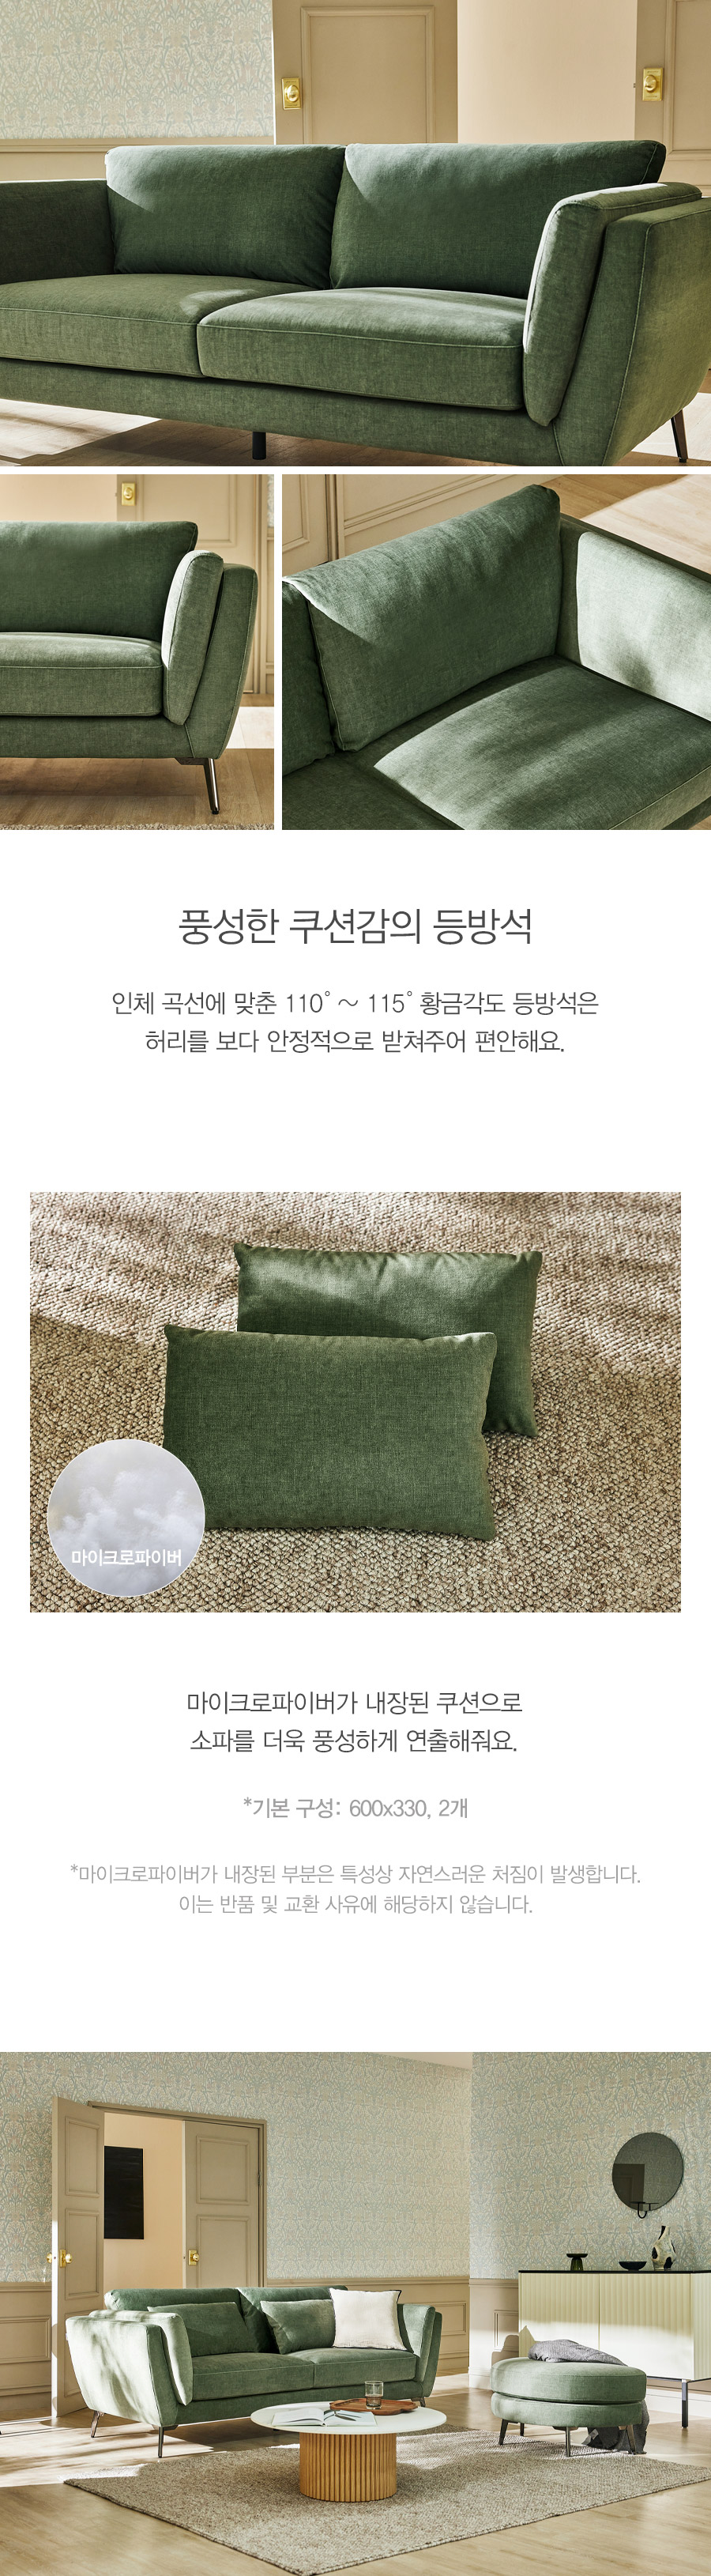 풍성한 쿠션감의 등방석
인체 곡선에 맞춘 110˚ ~ 115˚ 황금각도 등방석은
허리를 보다 안정적으로 받쳐주어 편안해요.
마이크로파이버
마이크로파이버가 내장된 쿠션으로
소파를 더욱 풍성하게 연출해줘요.
*기본 구성: 600x330, 2개
*마이크로파이버가 내장된 부분은 특성상 자연스러운 처짐이 발생합니다.
이는 반품 및 교환 사유에 해당하지 않습니다.